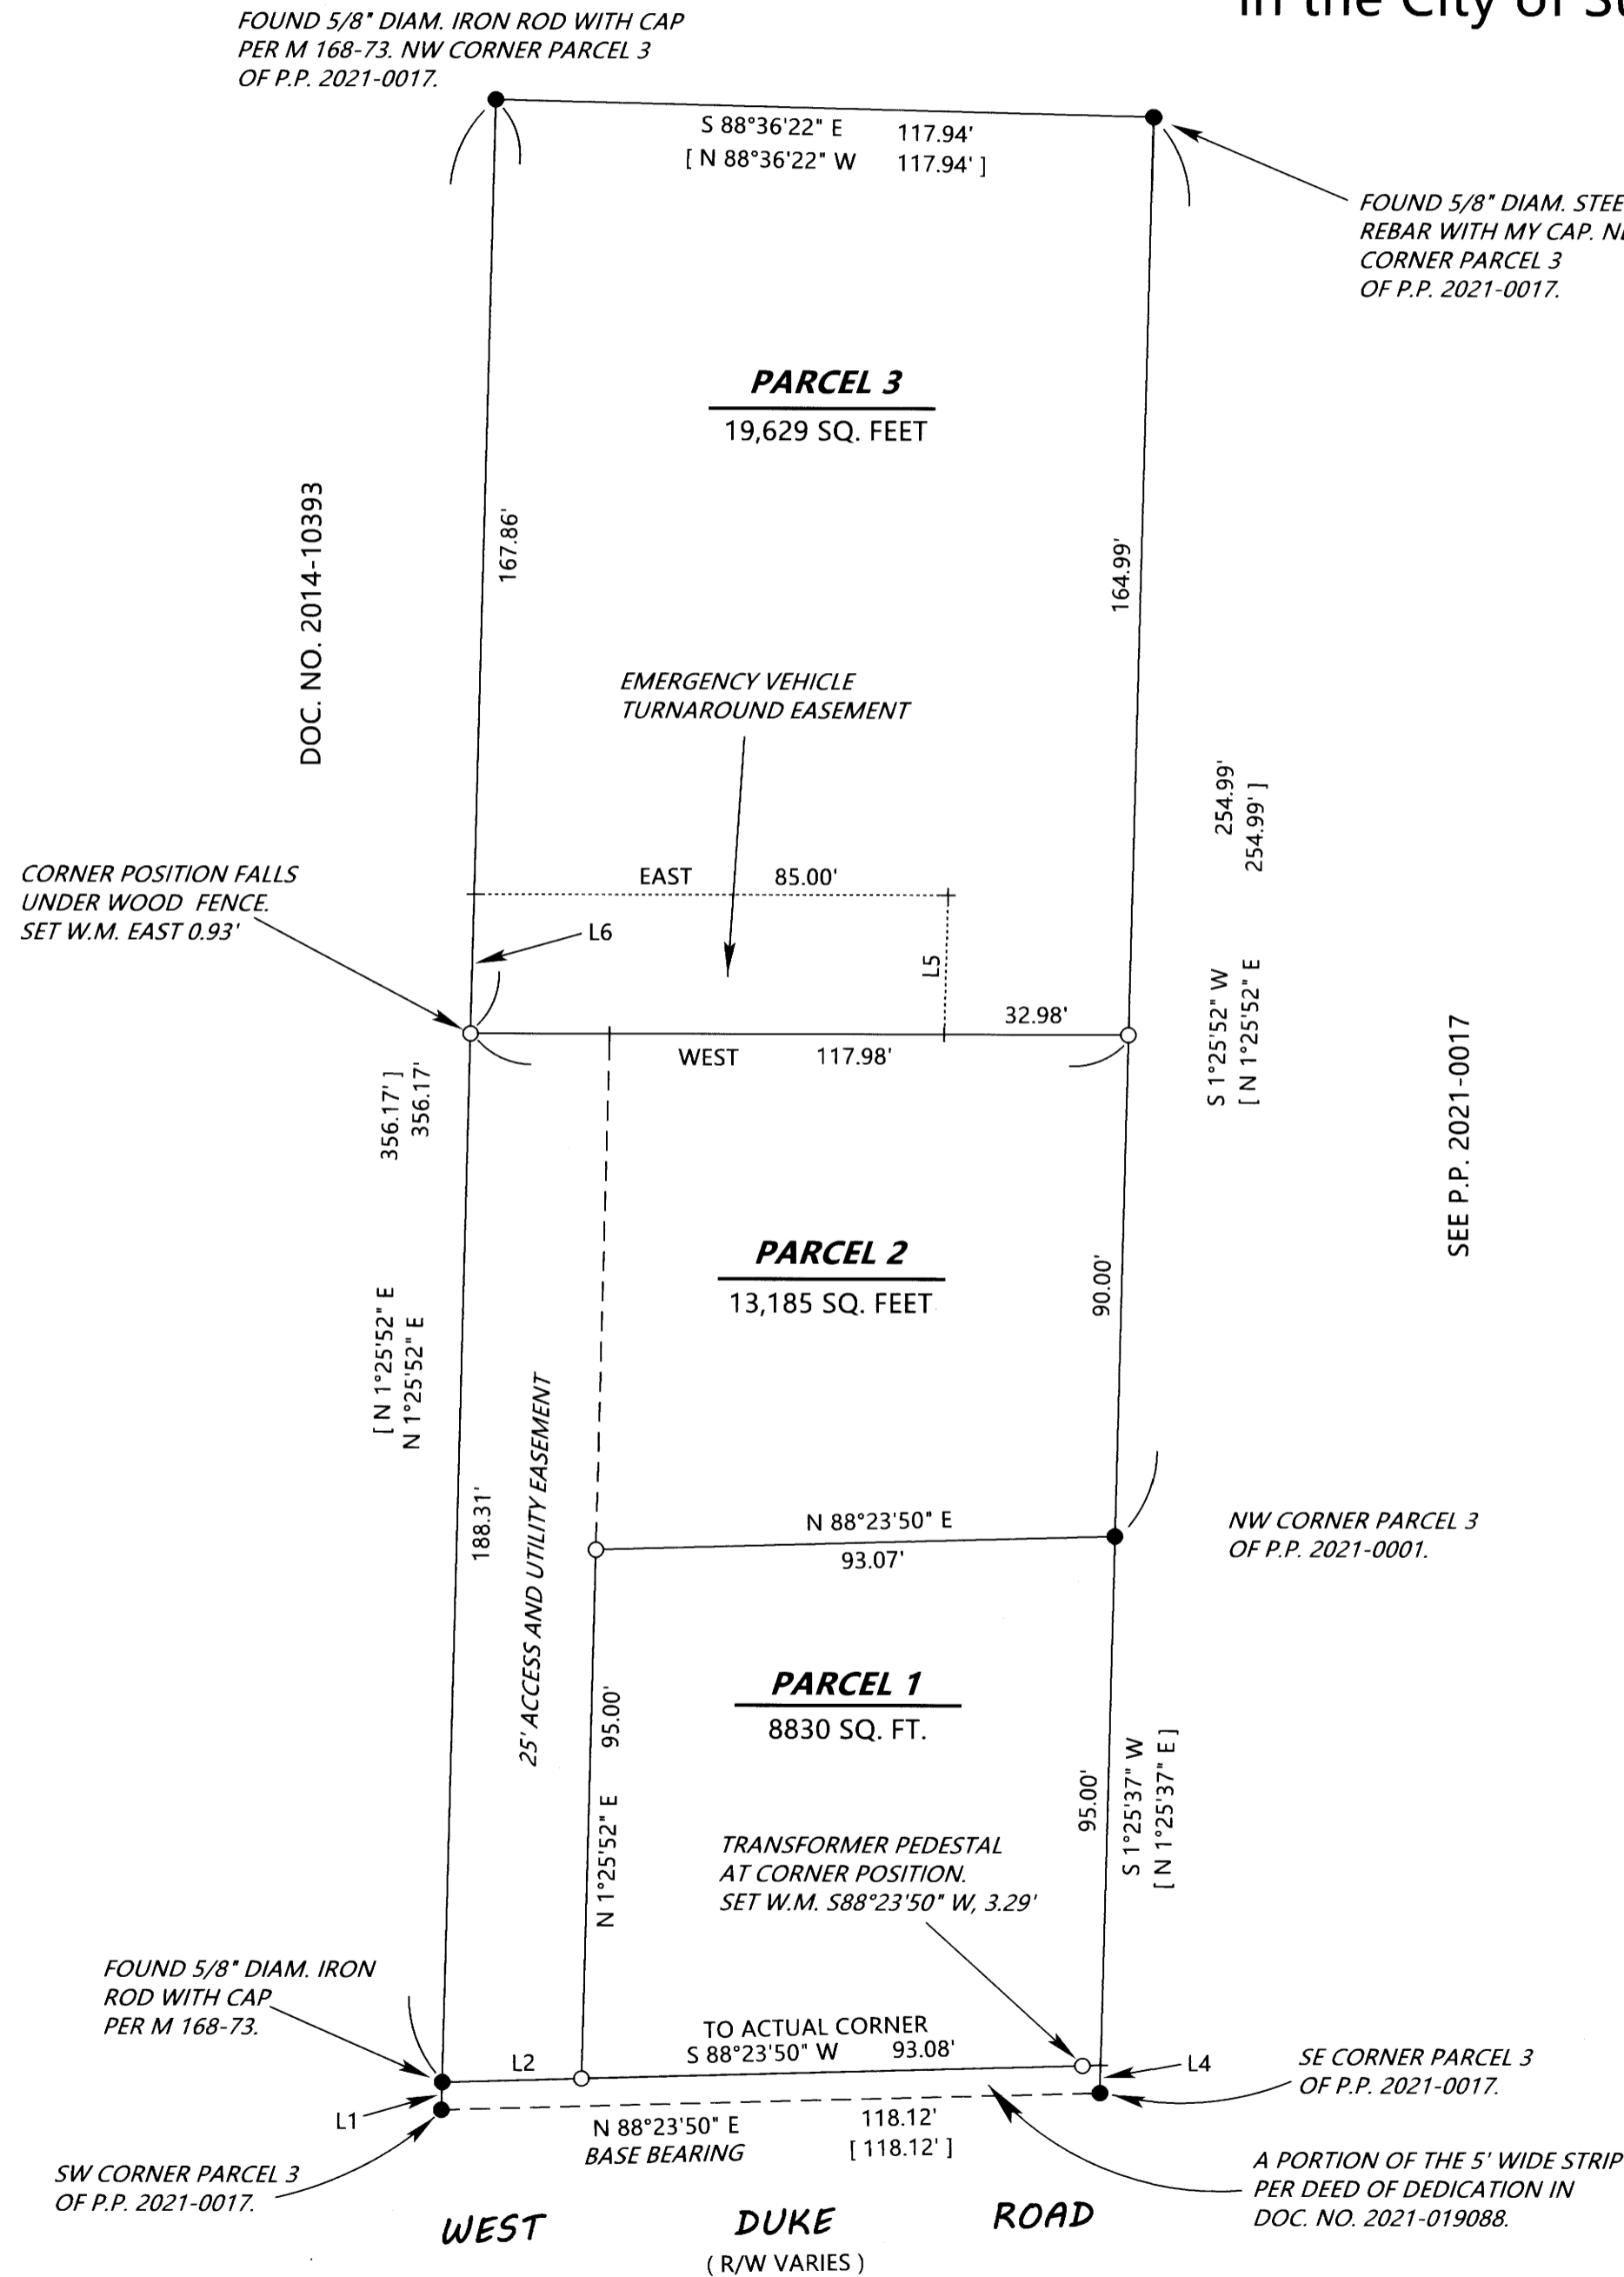 in the City of
FOUND 5/8" DIAM. IRON ROD WITH CAP
PER M 168-73. NW CORNER PARCEL 3
OF P.P. 2021-0017.
S 88°36'22" E 117.94'
[ N 88°36'22" W 117.94' ]
FOUND 5/8" DIAM.
REBAR WITH MY CAP.
CORNER PARCEL 3
OF P.P. 2021-0017.
PARCEL 3
19,629 SQ. FEET
DOC. NO. 2014-10393
167.86'
164.99'
EMERGENCY VEHICLE
TURNAROUND EASEMENT
254.99'
254.99' ]
S 1°25'52" W
[ N 1°25'52" E
CORNER POSITION FALLS
UNDER WOOD FENCE.
SET W.M. EAST 0.93'
EAST 85.00'
L6
L5
32.98'
WEST 117.98'
356.17' ]
356.17'
[ N 1°25'52" E
N 1°25'52" E
SEE P.P. 2021-0017
PARCEL 2
13,185 SQ. FEET
90.00'
188.31'
25' ACCESS AND UTILITY EASEMENT
N 88°23'50" E
93.07'
NW CORNER PARCEL 3
OF P.P. 2021-0001.
PARCEL 1
8830 SQ. FT.
N 1°25'52" E 95.00'
95.00'
S 1°25'37" W
[ N 1°25'37" E ]
TRANSFORMER PEDESTAL
AT CORNER POSITION.
SET W.M. S88°23'50" W, 3.29'
FOUND 5/8" DIAM. IRON
ROD WITH CAP
PER M 168-73.
TO ACTUAL CORNER
S 88°23'50" W 93.08'
L2
L4
SE CORNER PARCEL 3
OF P.P. 2021-0017.
L1
N 88°23'50" E 118.12'
BASE BEARING [ 118.12' ]
SW CORNER PARCEL 3
OF P.P. 2021-0017.
A PORTION OF THE 5' WIDE STRIP
PER DEED OF DEDICATION IN
DOC. NO. 2021-019088.
WEST DUKE ROAD
( R/W VARIES )